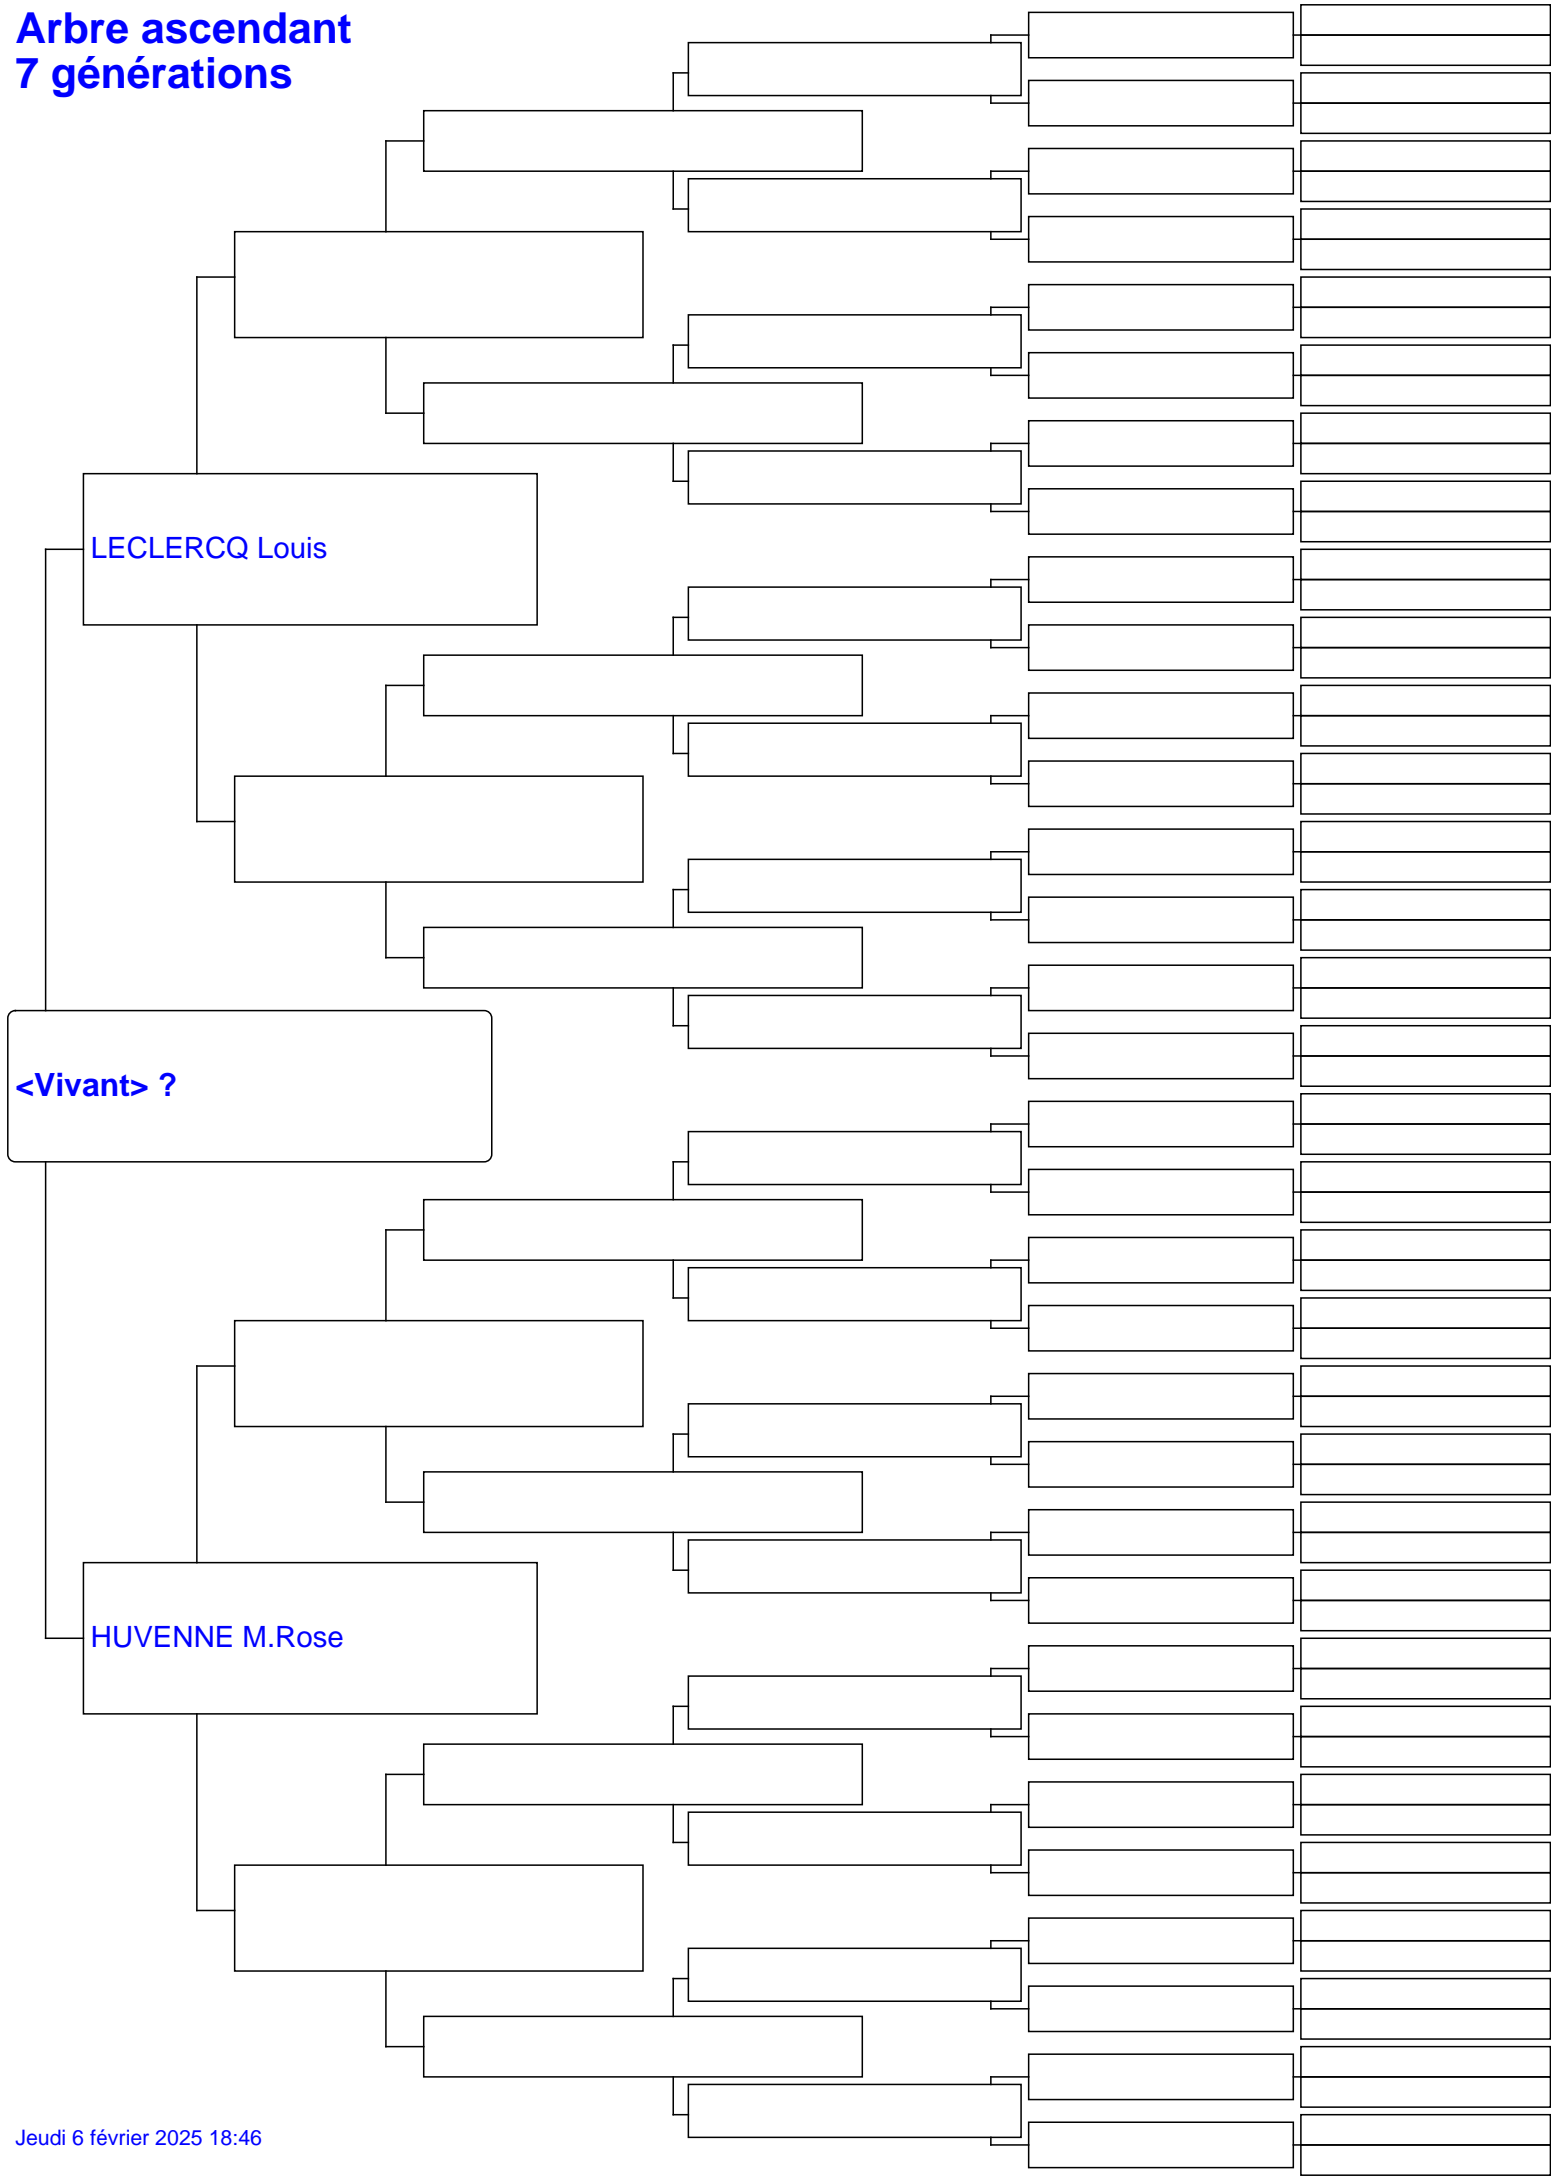 Arbre ascendant
7 générations
LECLERCQ Louis
<Vivant> ?
HUVENNE M.Rose
Jeudi 6 février 2025 18:46